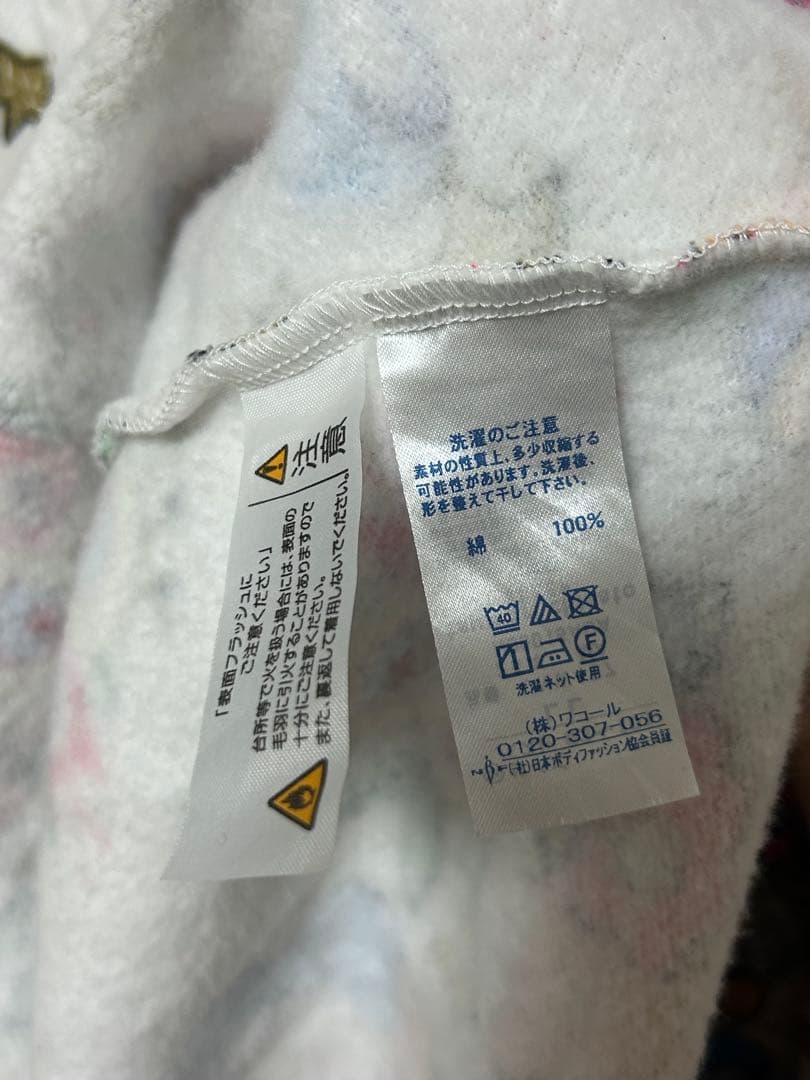 注意
「表面フラッシュに
ご注意ください」
台所等で火を扱う場合には、表面の
毛羽に引火することがありますので
十分にご注意ください。
また、裏返して着用しないでください。
洗濯のご注意
素材の性質上、多少収縮する
可能性があります。洗濯後、
形を整えて干して下さい。
綿 100%
40
F
洗濯ネット使用
(株)ワコール
0120-307-056
(一社)日本ボディファッション協会会員証